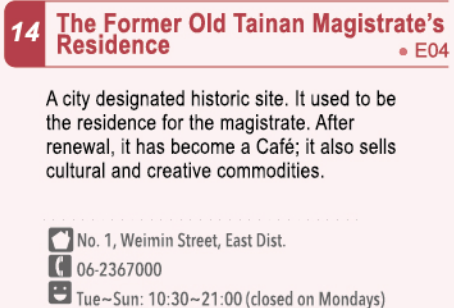 14
The Former Old Tainan Magistrate's
Residence
• E04
A city designated historic site. It used to be
the residence for the magistrate. After
renewal, it has become a Café; it also sells
cultural and creative commodities.
No. 1, Weimin Street, East Dist.
06-2367000
Tue~Sun: 10:30~21:00 (closed on Mondays)